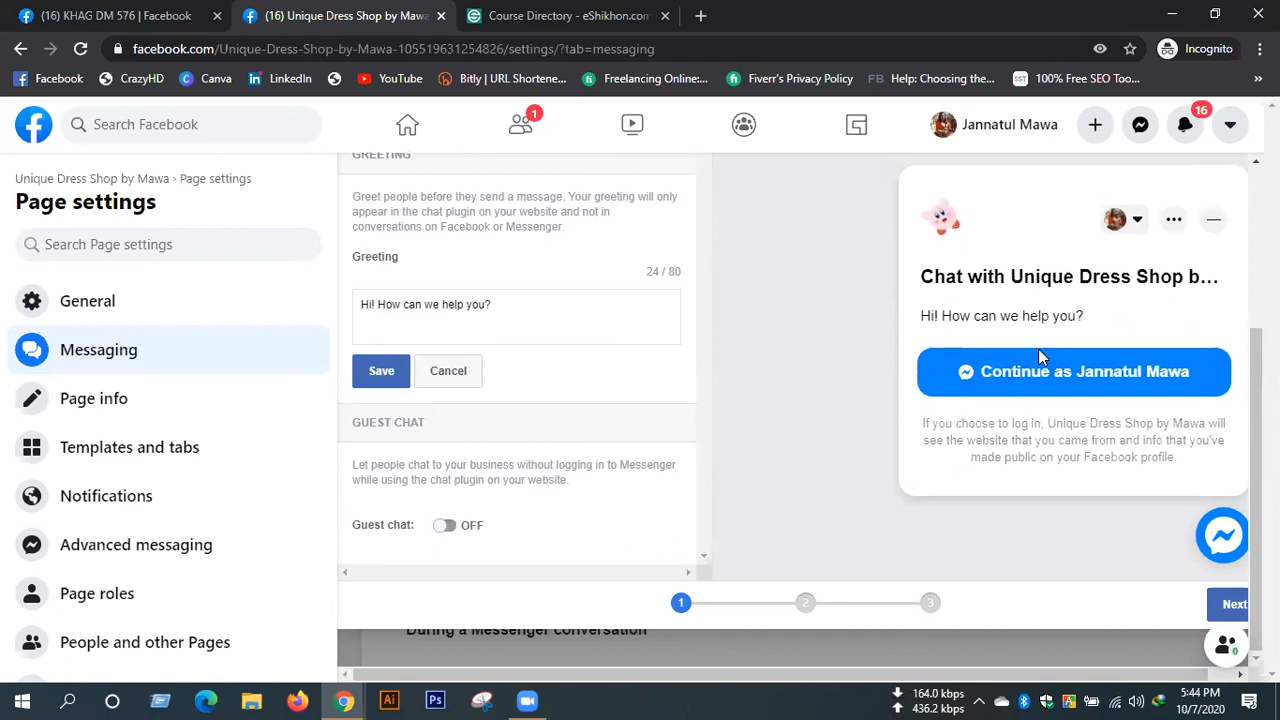 (16) KHAG DM 576 | Facebook
(16) Unique Dress Shop by Mawa
Course Directory - eShikhon.com
facebook.com/Unique-Dress-Shop-by-Mawa-105519631254826/settings/?tab=messaging
Incognito
Facebook
CrazyHD
Canva
LinkedIn
YouTube
Bitly | URL Shortene...
Freelancing Online:...
Fiverr's Privacy Policy
FB Help: Choosing the...
SST 100% Free SEO Too...
Search Facebook
1
Jannatul Mawa
16
Unique Dress Shop by Mawa › Page settings
Page settings
Search Page settings
General
Messaging
Page info
Templates and tabs
Notifications
Advanced messaging
Page roles
People and other Pages
GREETING
Greet people before they send a message. Your greeting will only
appear in the chat plugin on your website and not in
conversations on Facebook or Messenger.
Greeting
24 / 80
Hi! How can we help you?
Save
Cancel
GUEST CHAT
Let people chat to your business without logging in to Messenger
while using the chat plugin on your website.
Guest chat: OFF
Chat with Unique Dress Shop b...
Hi! How can we help you?
Continue as Jannatul Mawa
If you choose to log in, Unique Dress Shop by Mawa will
see the website that you came from and info that you've
made public on your Facebook profile.
1
2
3
Next
During a Messenger conversation
0
Ai
Ps
164.0 kbps
436.2 kbps
5:44 PM
10/7/2020